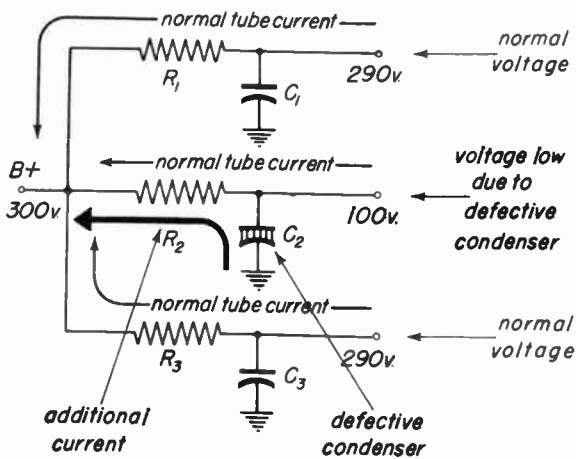 normal tube current
R1
C1
290v.
normal
voltage
B+
300v.
normal tube current
R2
C2
100v.
voltage low
due to
defective
condenser
normal tube current
R3
C3
290v.
normal
voltage
additional
current
defective
condenser